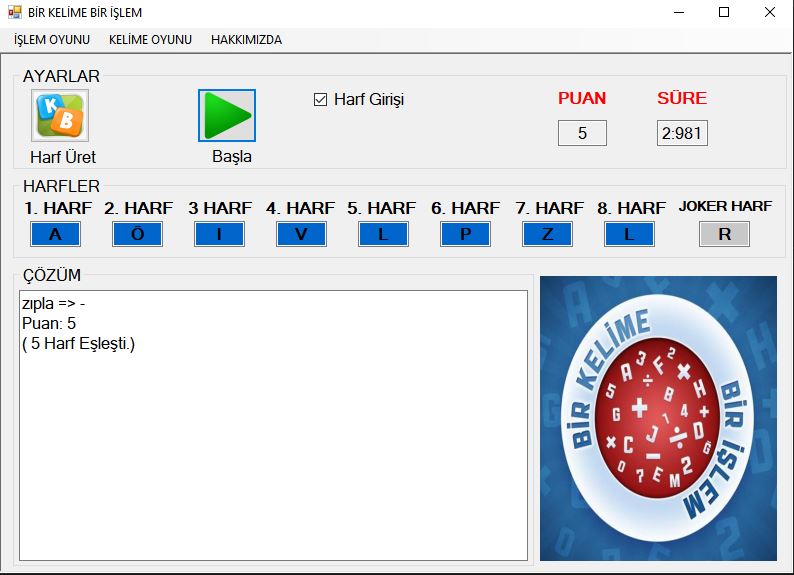 BİR KELİME BİR İŞLEM
İŞLEM OYUNU KELİME OYUNU HAKKIMIZDA
AYARLAR
K B
Harf Üret
Başla
Harf Girişi
PUAN SÜRE
5 2:981
HARFLER
1. HARF 2. HARF 3 HARF 4. HARF 5. HARF 6. HARF 7. HARF 8. HARF JOKER HARF
A Ö I V L P Z L R
ÇÖZÜM
zıpla => -
Puan: 5
( 5 Harf Eşleşti.)
BİR KELİME
BİR İŞLEM